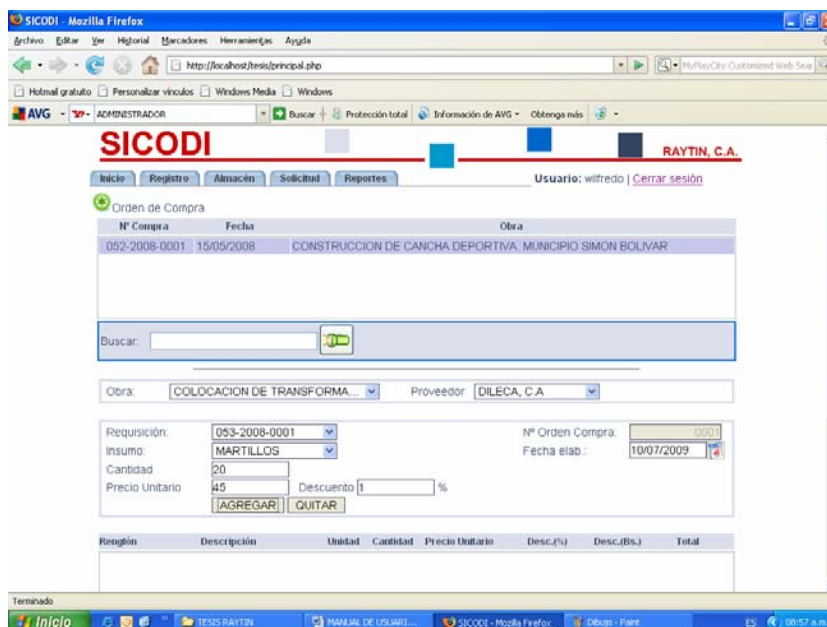 SICODI - Mozilla Firefox
Archivo Editar Ver Historial Marcadores Herramientas Ayuda
http://localhost/tesis/principal.php MyPlayCity Customized Web Sear
Hotmail gratuito Personalizar vínculos Windows Media Windows
AVG ADMINISTRADOR Buscar Protección total Información de AVG Obtenga más
SICODI
RAYTIN, C.A.
Inicio Registro Almacén Solicitud Reportes Usuario: wilfredo | Cerrar sesión
Orden de Compra
Nº Compra Fecha Obra
052-2008-0001 15/05/2008 CONSTRUCCION DE CANCHA DEPORTIVA, MUNICIPIO SIMON BOLIVAR
Buscar:
Obra: COLOCACION DE TRANSFORMA... Proveedor DILECA, C.A
Requisición: 053-2008-0001 Nº Orden Compra: 0001
Insumo: MARTILLOS Fecha elab.: 10/07/2009
Cantidad 20
Precio Unitario 45 Descuento 1 %
AGREGAR QUITAR
Renglón Descripción Unidad Cantidad Precio Unitario Desc.(%) Desc.(Bs.) Total
Terminado
Inicio TESIS RAYTIN MANUAL DE USUARI... SICODI - Mozilla Firefox Dibujo - Paint ES 08:57 a.m.